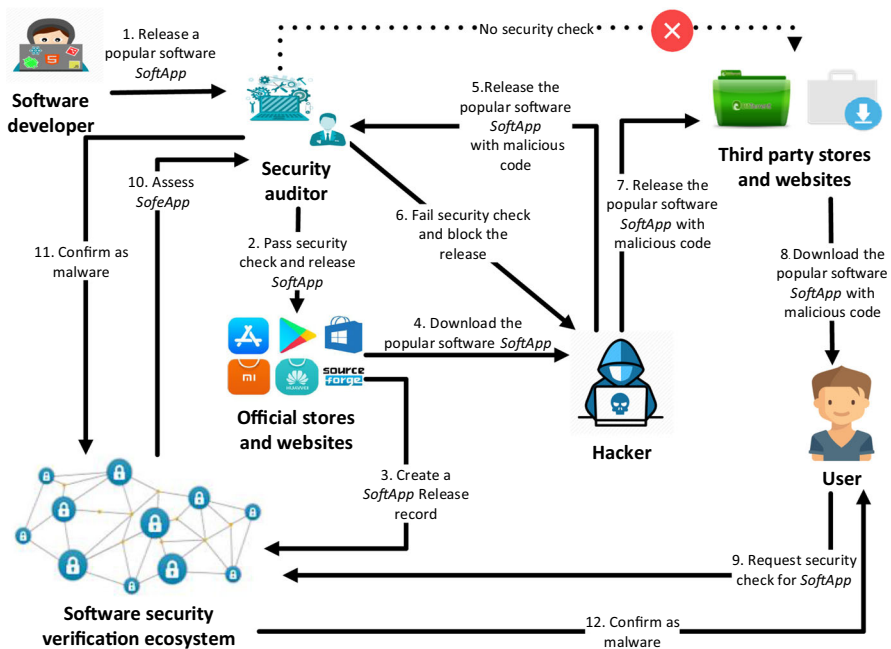 1. Release a
popular software
SoftApp
Software
developer
No security check
5.Release the
popular software
SoftApp
with malicious
code
Third party stores
and websites
Security
auditor
10. Assess
SofeApp
11. Confirm as
malware
2. Pass security
check and release
SoftApp
6. Fail security check
and block the
release
7. Release the
popular software
SoftApp with
malicious code
8.Download the
popular software
SoftApp with
malicious code
4. Download the
popular software SoftApp
mi
HUAWEI
source
forge
Official stores
and websites
Hacker
User
3. Create a
SoftApp Release
record
9. Request security
check for SoftApp
Software security
verification ecosystem
12. Confirm as
malware